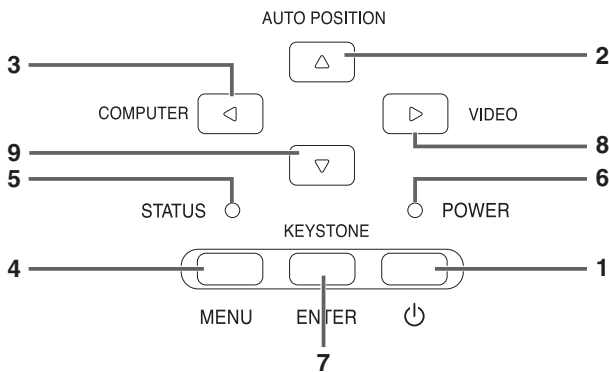 AUTO POSITION
3
2
COMPUTER
VIDEO
8
9
5
6
STATUS
POWER
KEYSTONE
4
1
MENU
ENTER
7